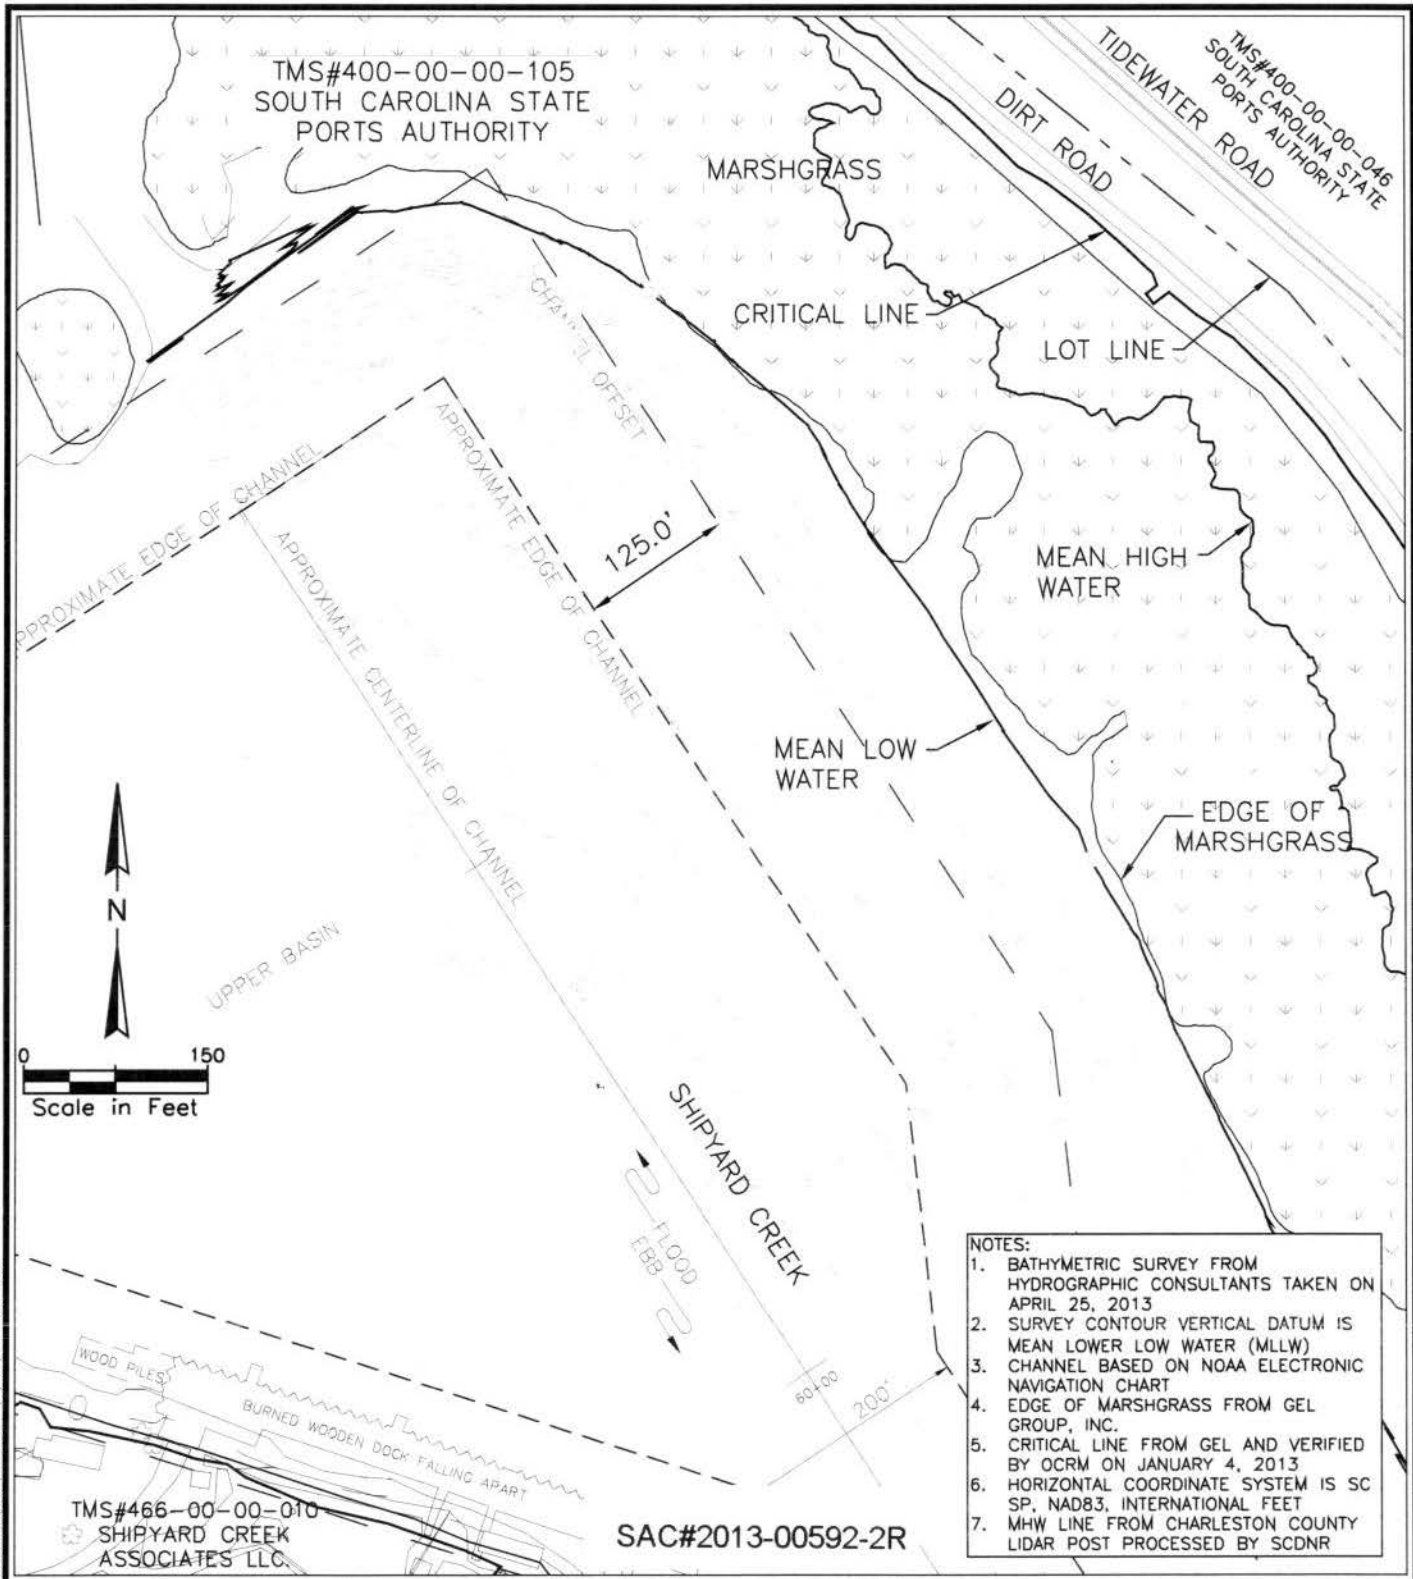 TMS#400-00-00-105
SOUTH CAROLINA STATE
PORTS AUTHORITY
TMS#400-00-00-046
SOUTH CAROLINA STATE
PORTS AUTHORITY
TIDEWATER ROAD
DIRT ROAD
MARSHGRASS
CRITICAL LINE
LOT LINE
CHANNEL OFFSET
APPROXIMATE EDGE OF CHANNEL
PPROXIMATE EDGE OF CHANNEL
125.0'
APPROXIMATE CENTERLINE OF CHANNEL
MEAN HIGH
WATER
MEAN LOW
WATER
EDGE OF
MARSHGRASS
N
UPPER BASIN
0 150
Scale in Feet
SHIPYARD CREEK
FLOOD
EBB
60+00
200'
WOOD PILES
BURNED WOODEN DOCK FALLING APART
TMS#466-00-00-010
SHIPYARD CREEK
ASSOCIATES LLC.
SAC#2013-00592-2R
NOTES:
1. BATHYMETRIC SURVEY FROM
HYDROGRAPHIC CONSULTANTS TAKEN ON
APRIL 25, 2013
2. SURVEY CONTOUR VERTICAL DATUM IS
MEAN LOWER LOW WATER (MLLW)
3. CHANNEL BASED ON NOAA ELECTRONIC
NAVIGATION CHART
4. EDGE OF MARSHGRASS FROM GEL
GROUP, INC.
5. CRITICAL LINE FROM GEL AND VERIFIED
BY OCRM ON JANUARY 4, 2013
6. HORIZONTAL COORDINATE SYSTEM IS SC
SP, NAD83, INTERNATIONAL FEET
7. MHW LINE FROM CHARLESTON COUNTY
LIDAR POST PROCESSED BY SCDNR